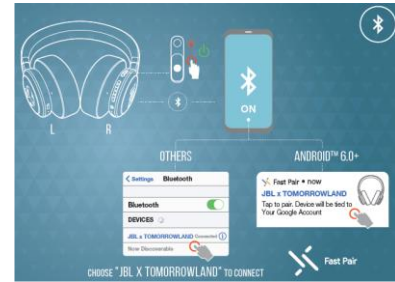 L
R
ON
OTHERS
ANDROID™ 6.0+
Settings Bluetooth
Bluetooth
DEVICES
JBL x TOMORROWLAND Connected
Now Discoverable
Fast Pair • now
JBL x TOMORROWLAND
Tap to pair. Device will be tied to
Your Google Account
Fast Pair
CHOOSE "JBL X TOMORROWLAND" TO CONNECT